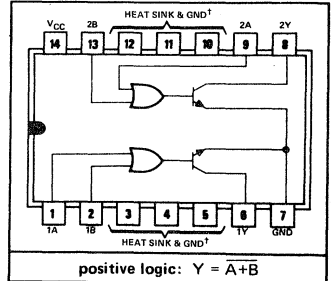 HEAT SINK & GND†
VCC 2B 2A 2Y
14 13 12 11 10 9 8
1 2 3 4 5 6 7
1A 1B 1Y GND
HEAT SINK & GND†
positive logic: Y = A+B